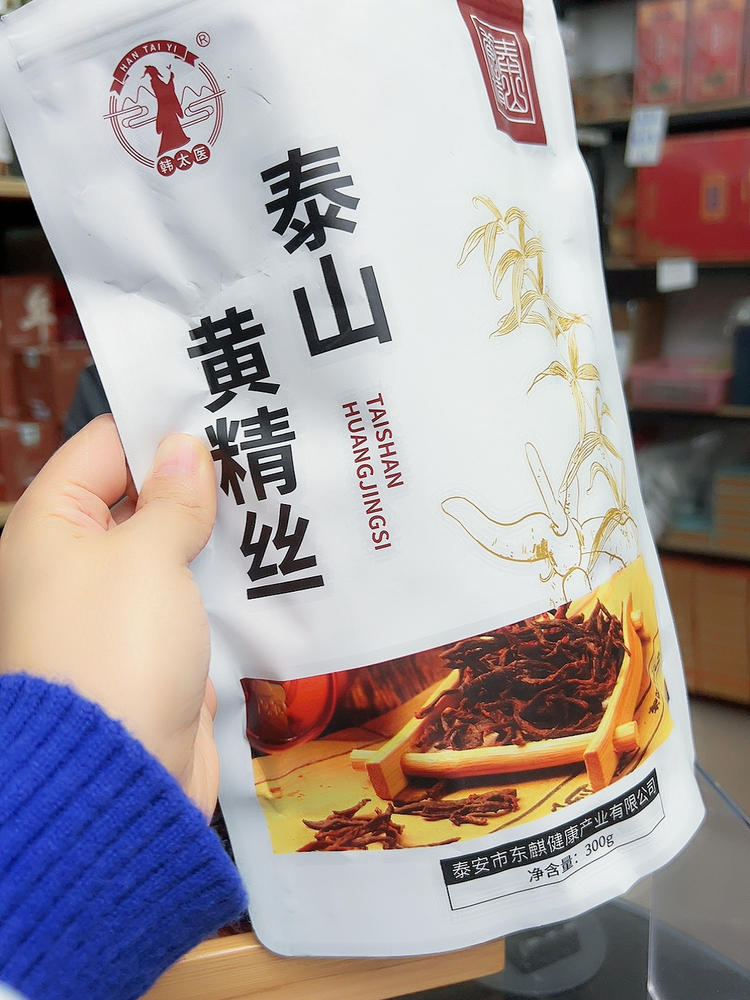 HAN TAI YI
®
韩太医
泰山
黄精丝
TAISHAN
HUANGJINGSI
泰安市东麒健康产业有限公司
净含量：300g